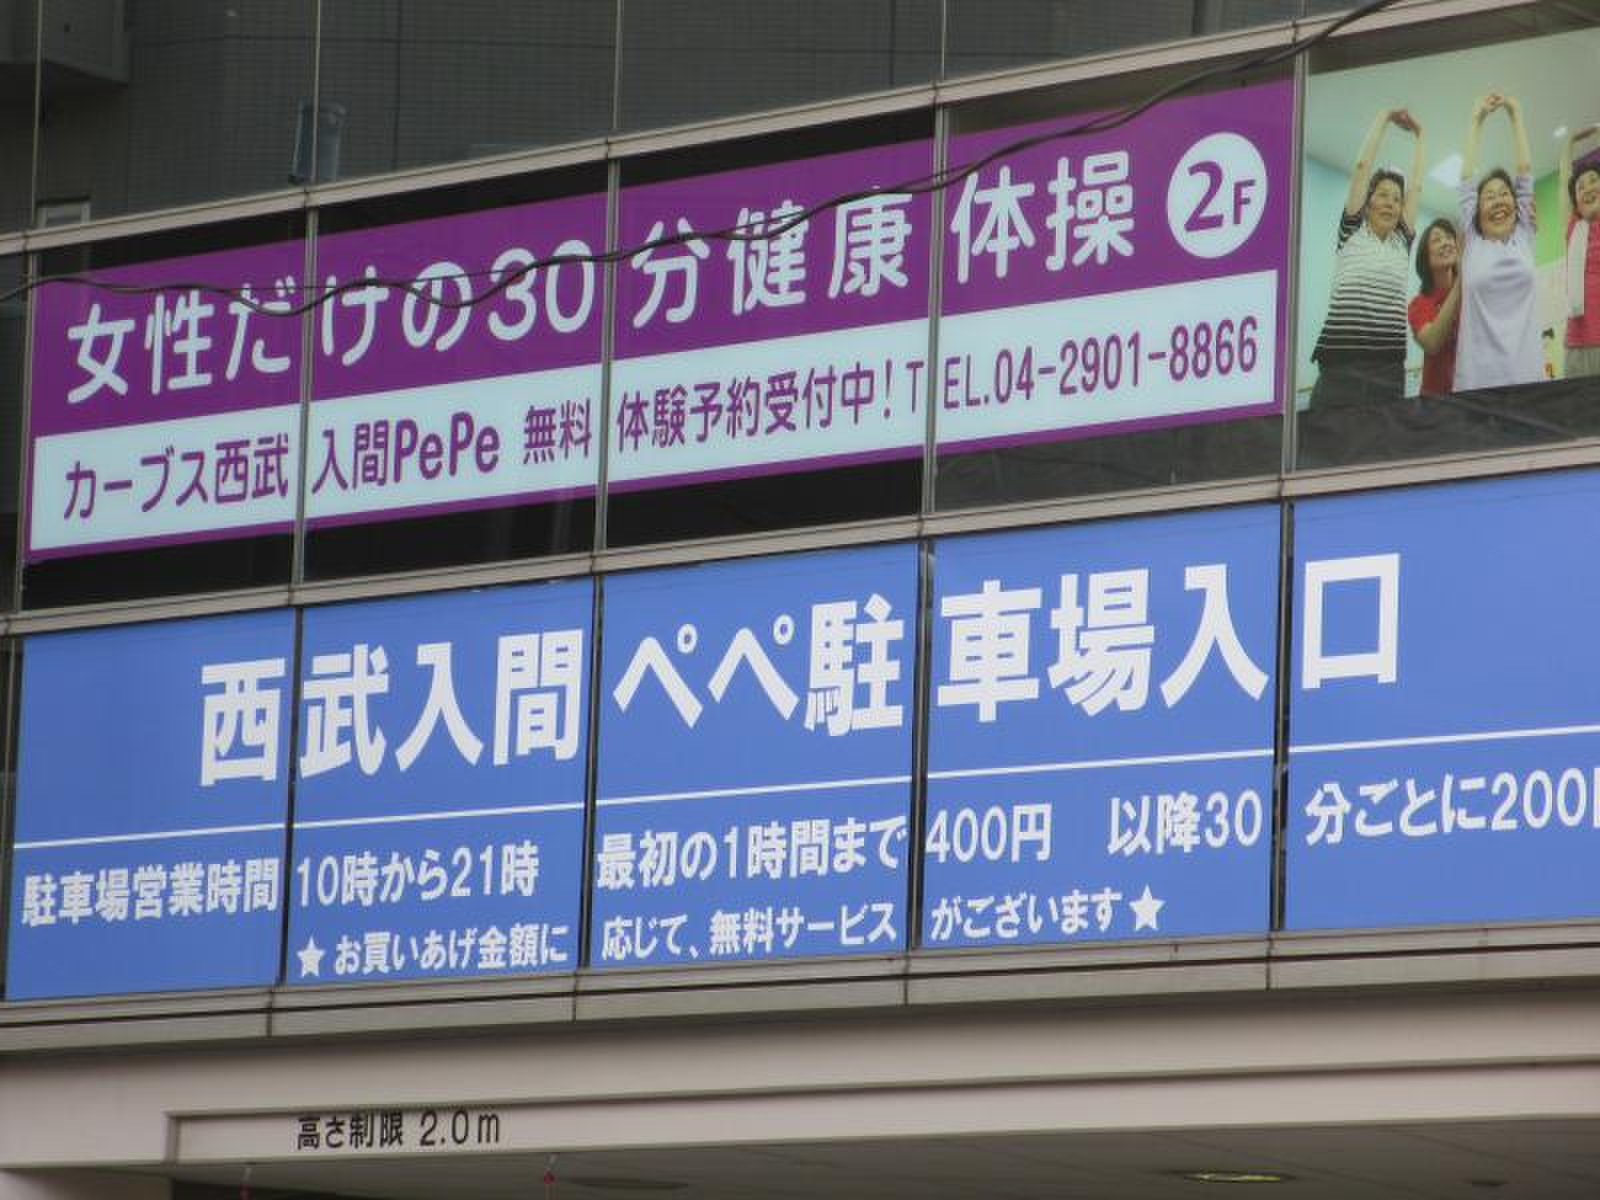 女性だけの30分健康体操 2F
カーブス西武入間PePe 無料体験予約受付中！TEL.04-2901-8866
西武入間ペペ駐車場入口
駐車場営業時間 10時から21時 最初の1時間まで400円 以降30分ごとに200
★お買いあげ金額に応じて、無料サービスがございます★
高さ制限 2.0m